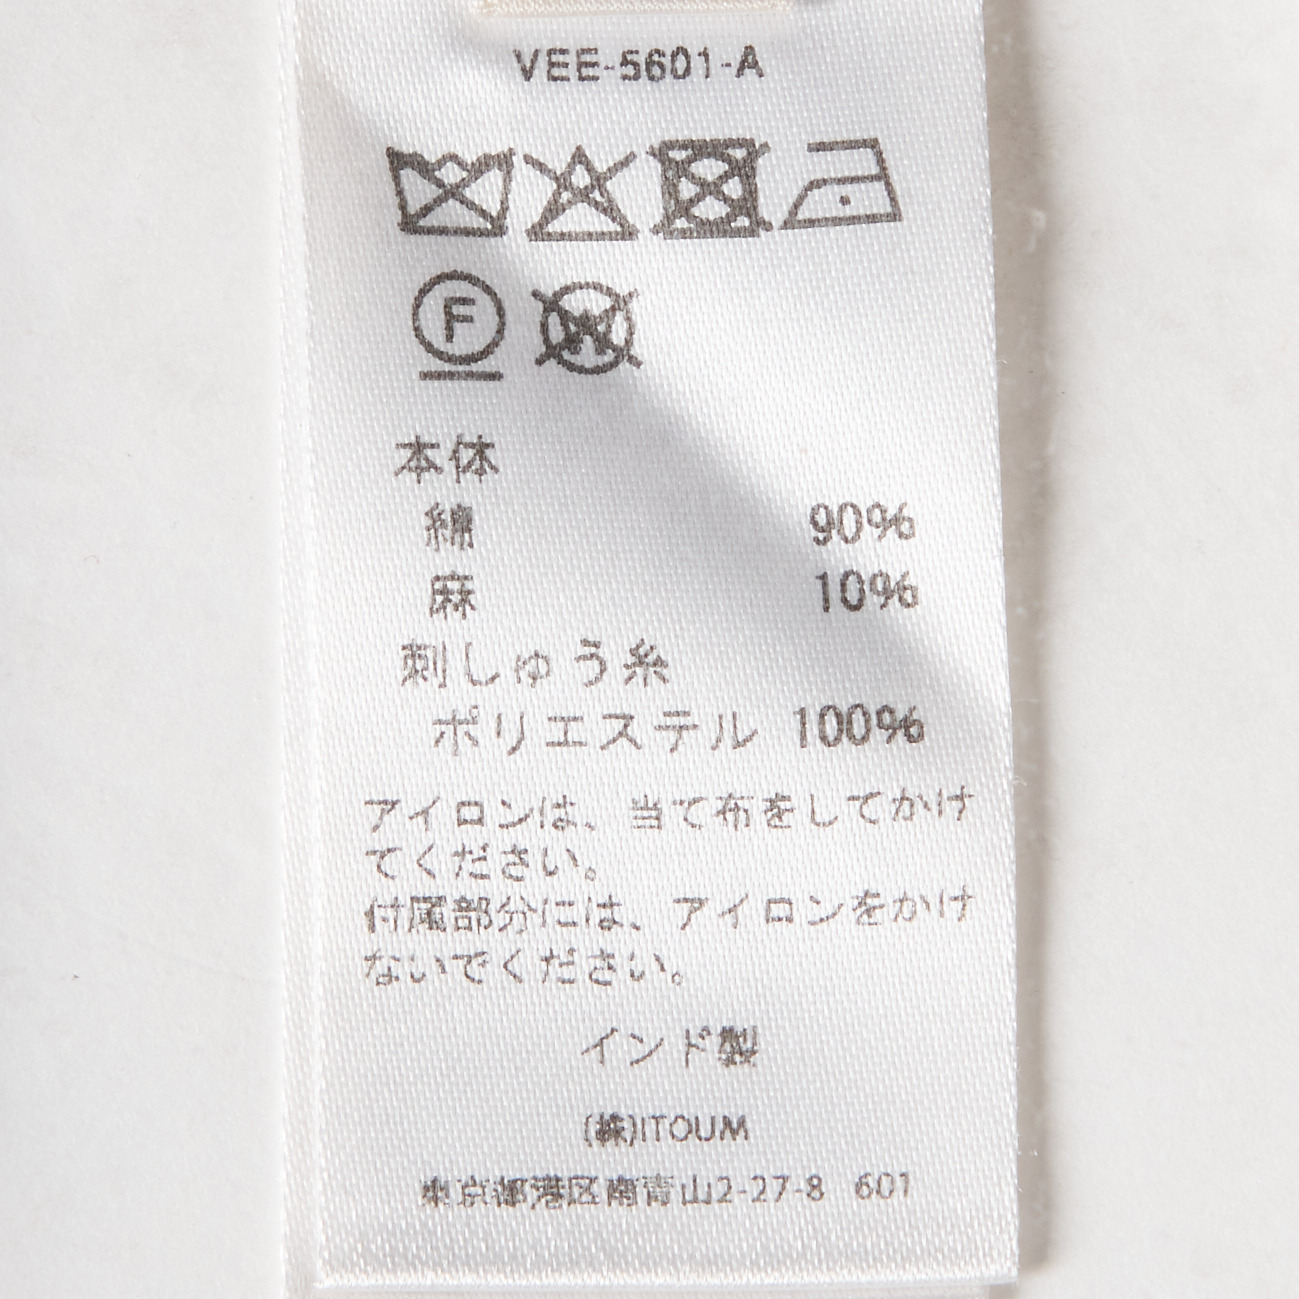 VEE-5601-A
F W
本体
綿 90%
麻 10%
刺しゅう糸
ポリエステル 100%
アイロンは、当て布をしてかけ
てください。
付属部分には、アイロンをかけ
ないでください。
インド製
(株)ITOUM
東京都港区南青山2-27-8 601